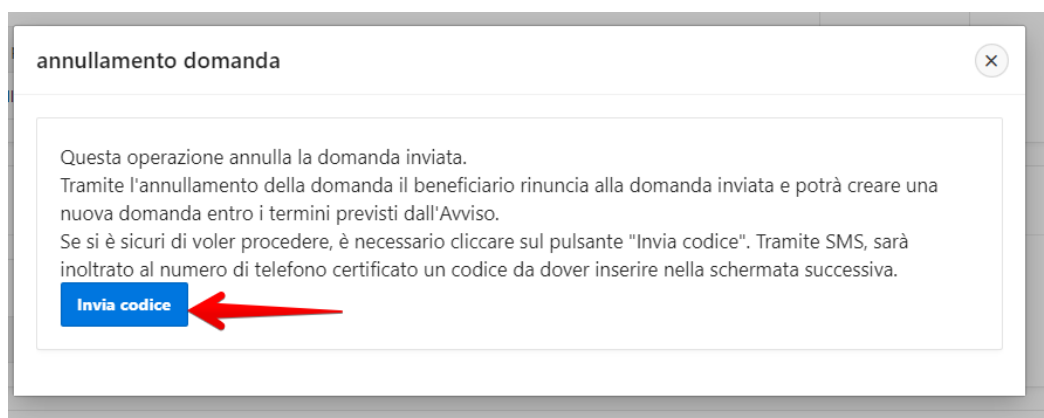 annullamento domanda
Questa operazione annulla la domanda inviata.
Tramite l'annullamento della domanda il beneficiario rinuncia alla domanda inviata e potrà creare una
nuova domanda entro i termini previsti dall'Avviso.
Se si è sicuri di voler procedere, è necessario cliccare sul pulsante "Invia codice". Tramite SMS, sarà
inoltrato al numero di telefono certificato un codice da dover inserire nella schermata successiva.
Invia codice